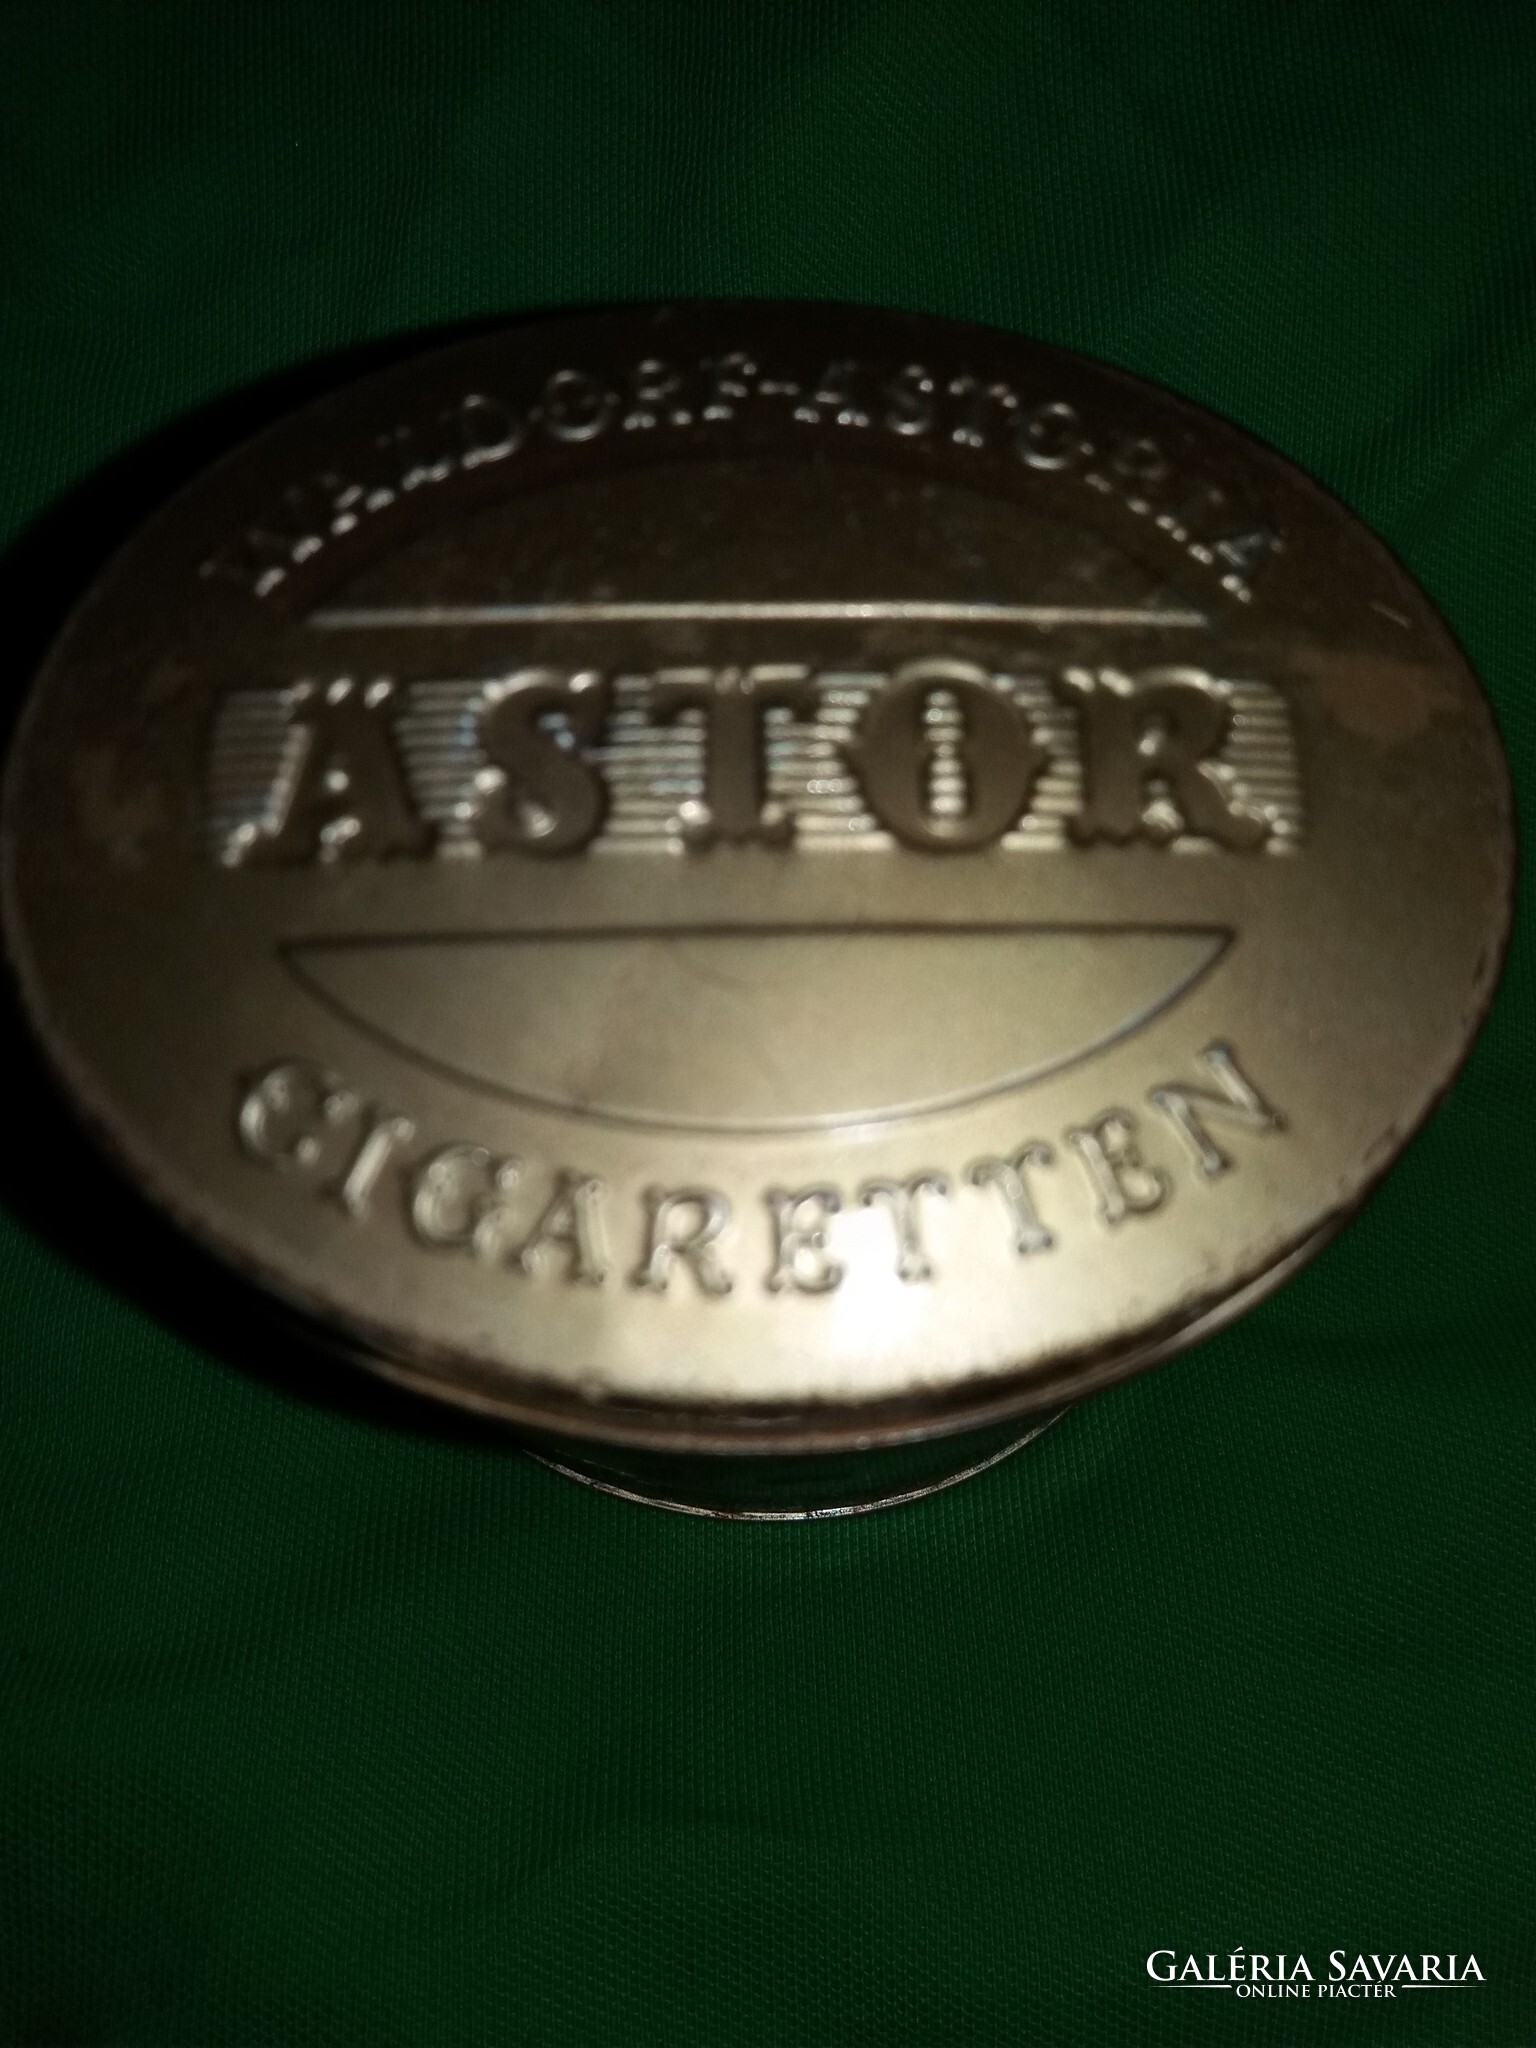 WALDORF-ASTORIA
ASTOR
CIGARETTEN
GALÉRIA SAVARIA
ONLINE PIACTÉR